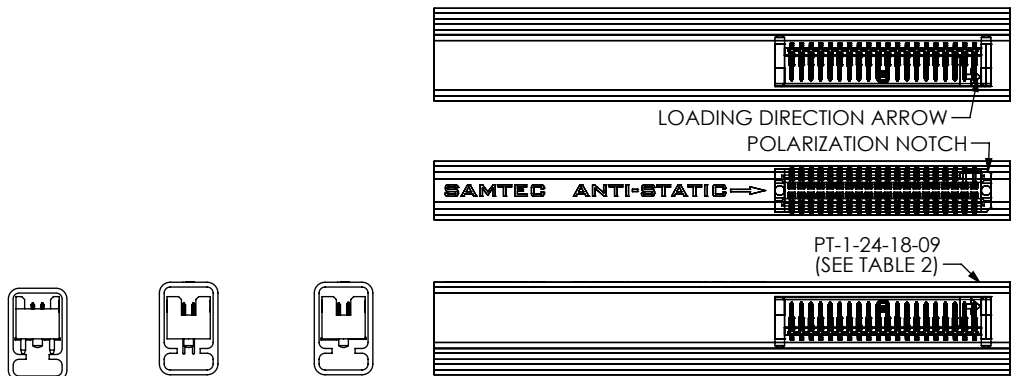 LOADING DIRECTION ARROW
POLARIZATION NOTCH
SAMTEC ANTI-STATIC
PT-1-24-18-09
(SEE TABLE 2)